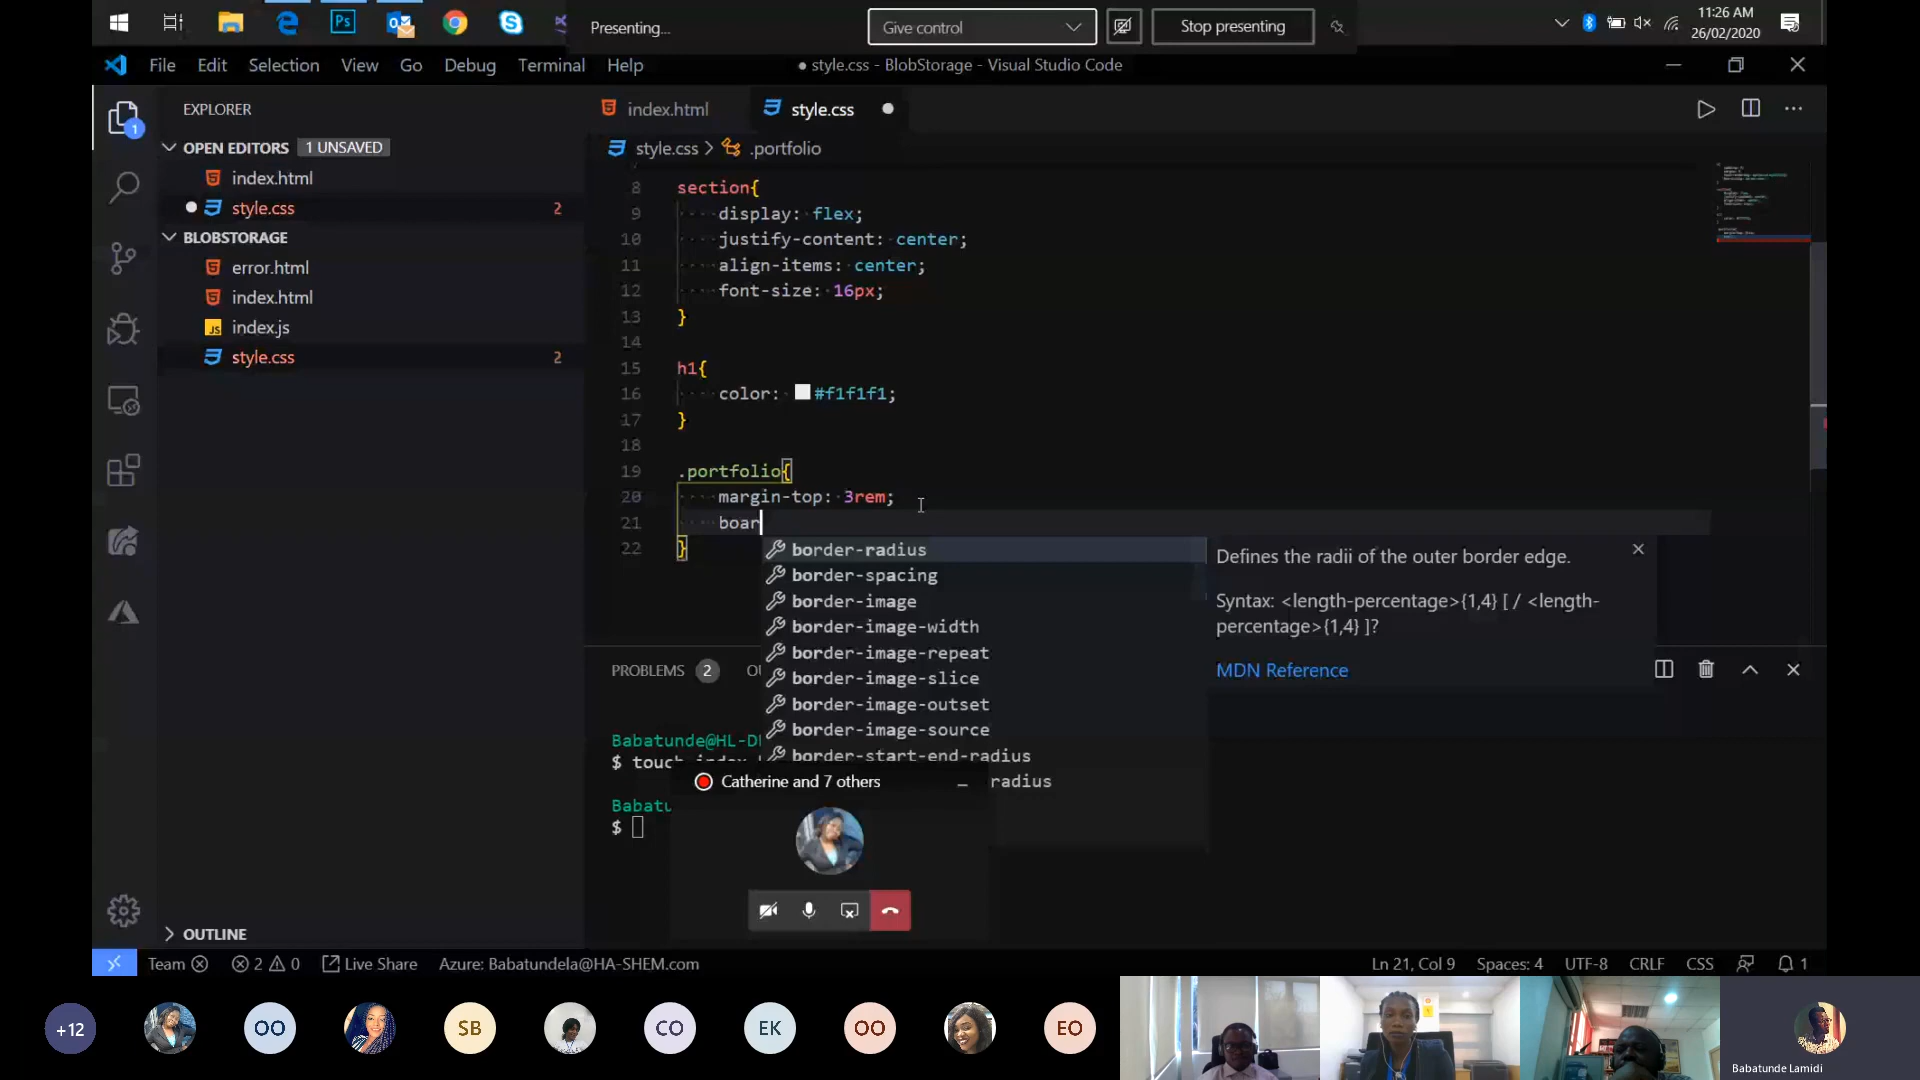 11:26 AM
26/02/2020
Presenting...
Give control
Stop presenting
Ps
File Edit Selection View Go Debug Terminal Help
● style.css - BlobStorage - Visual Studio Code
EXPLORER
OPEN EDITORS 1 UNSAVED
index.html
style.css 2
BLOBSTORAGE
error.html
index.html
JS index.js
style.css 2
OUTLINE
1
index.html
style.css
style.css > .portfolio
8 section{
9 display: flex;
10 justify-content: center;
11 align-items: center;
12 font-size: 16px;
13 }
14
15 h1{
16 color: #f1f1f1;
17 }
18
19 .portfolio{
20 margin-top: 3rem;
21 boar
22 }
border-radius
border-spacing
border-image
border-image-width
border-image-repeat
border-image-slice
border-image-outset
border-image-source
border-start-end-radius
radius
Defines the radii of the outer border edge.
Syntax: <length-percentage>{1,4} [ / <length-
percentage>{1,4} ]?
MDN Reference
PROBLEMS 2 OU
Babatunde@HL-D
$ touch index
Babatu
$
Catherine and 7 others
Team
2 0
Live Share
Azure: Babatundela@HA-SHEM.com
Ln 21, Col 9 Spaces: 4 UTF-8 CRLF CSS 1
+12 OO SB CO EK OO EO
Babatunde Lamidi